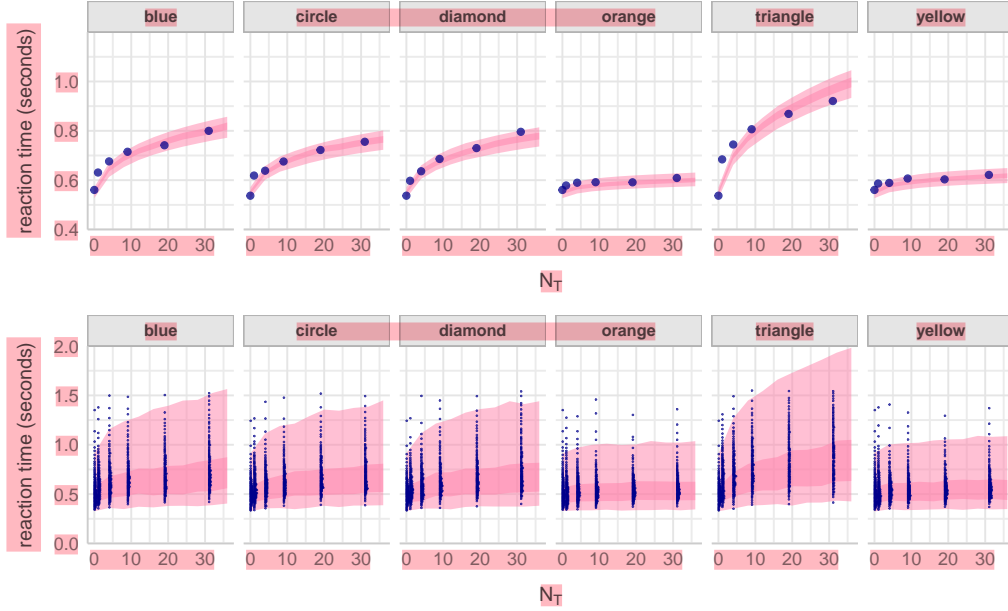 blue circle diamond orange triangle yellow
reaction time (seconds)
1.0
0.8
0.6
0.4
0 10 20 30 0 10 20 30 0 10 20 30 0 10 20 30 0 10 20 30 0 10 20 30
N_T
blue circle diamond orange triangle yellow
reaction time (seconds)
2.0
1.5
1.0
0.5
0.0
0 10 20 30 0 10 20 30 0 10 20 30 0 10 20 30 0 10 20 30 0 10 20 30
N_T